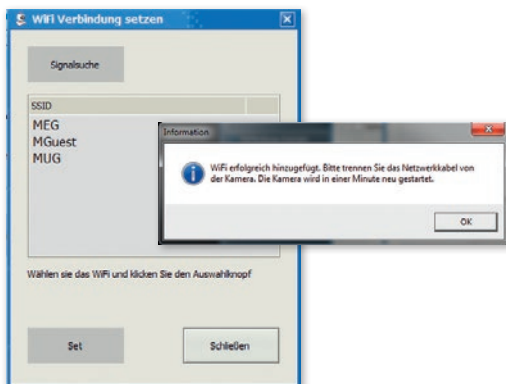 WiFi Verbindung setzen
Signalsuche
SSID
MEG
MGuest
MUG
Information
WiFi erfolgreich hinzugefügt. Bitte trennen Sie das Netzwerkkabel von
der Kamera. Die Kamera wird in einer Minute neu gestartet.
OK
Wählen sie das WiFi und klicken Sie den Auswahlknopf
Set
Schließen